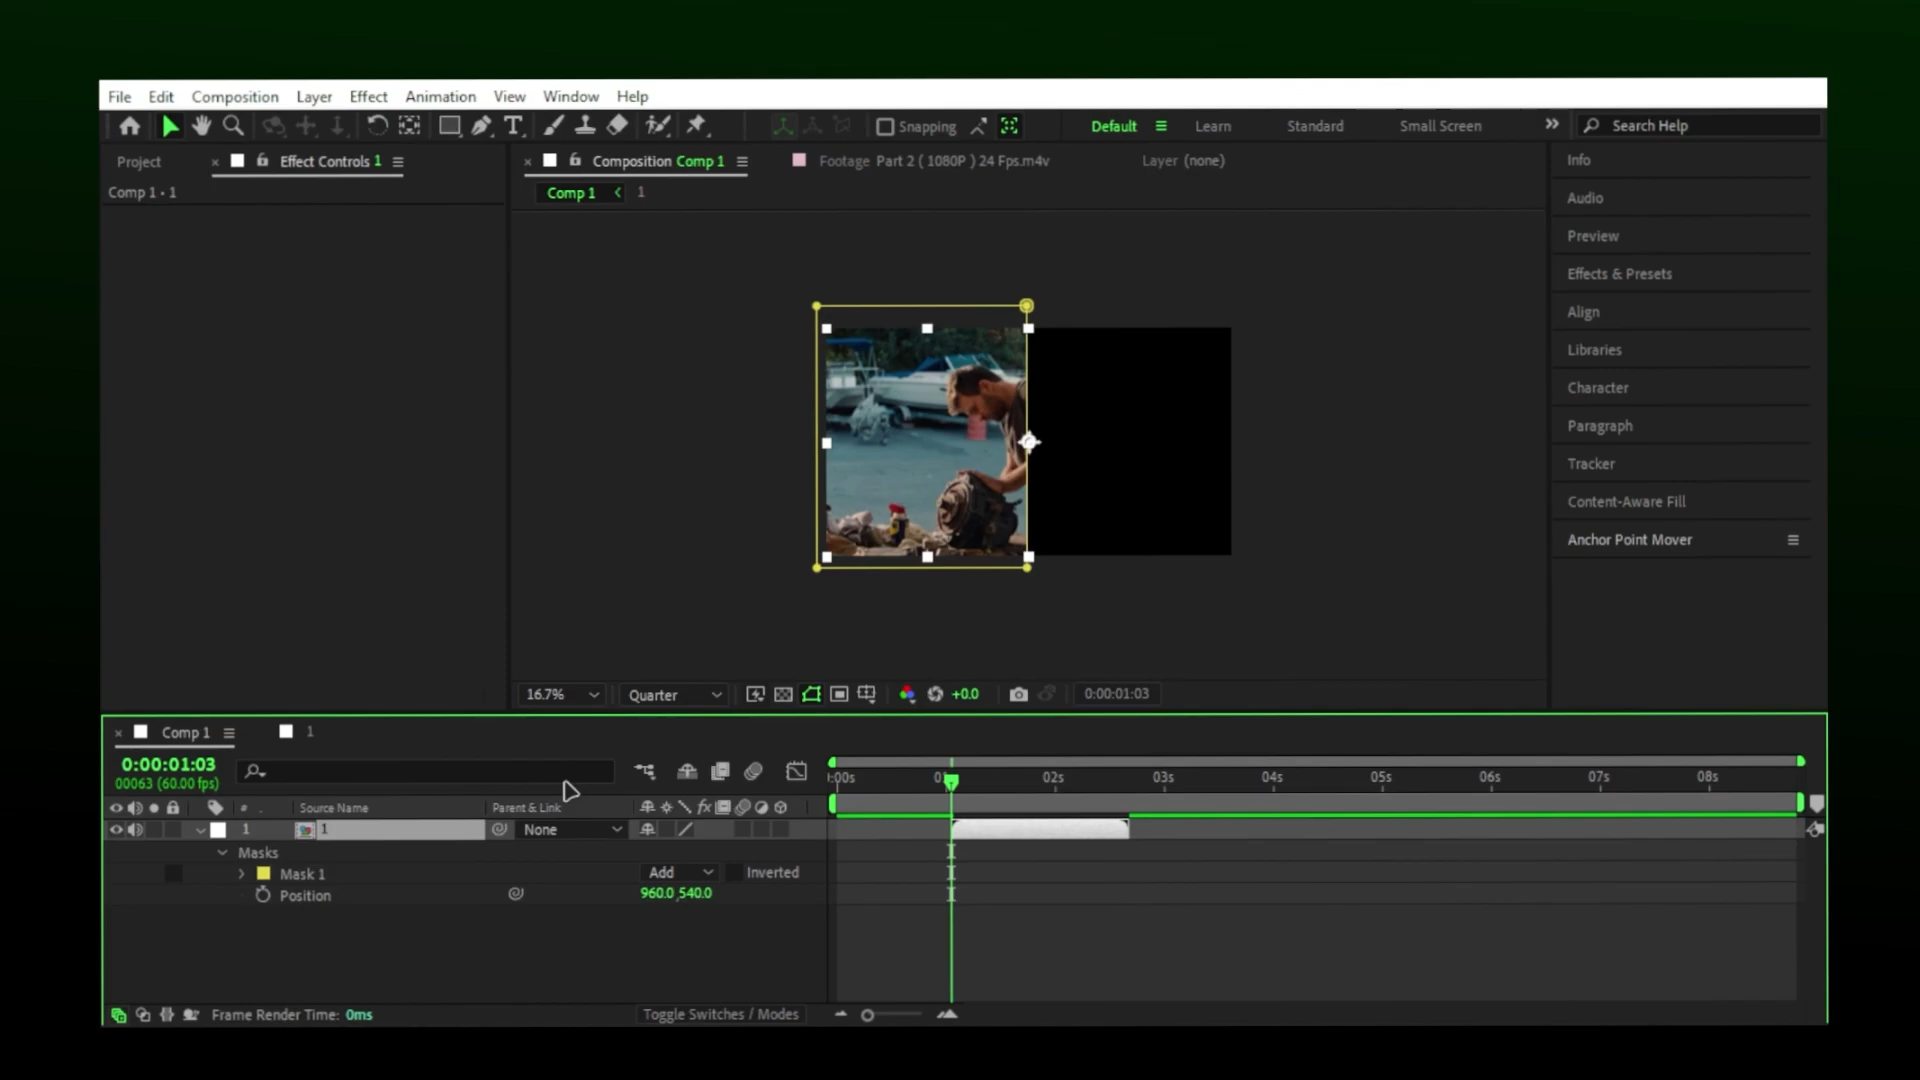 File Edit Composition Layer Effect Animation View Window Help
Snapping Default Learn Standard Small Screen Search Help
Project Effect Controls 1 Composition Comp 1 Footage Part 2 ( 1080P ) 24 Fps.m4v Layer (none) Info
Comp 1 • 1 Comp 1 < 1
Audio
Preview
Effects & Presets
Align
Libraries
Character
Paragraph
Tracker
Content-Aware Fill
Anchor Point Mover
16.7% Quarter +0.0 0:00:01:03
Comp 1 1
0:00:01:03
00063 (60.00 fps)
:00s 01 02s 03s 04s 05s 06s 07s 08s
# . Source Name Parent & Link fx
1 1 None
Masks
Mask 1 Add Inverted
Position 960.0,540.0
Frame Render Time: 0ms Toggle Switches / Modes